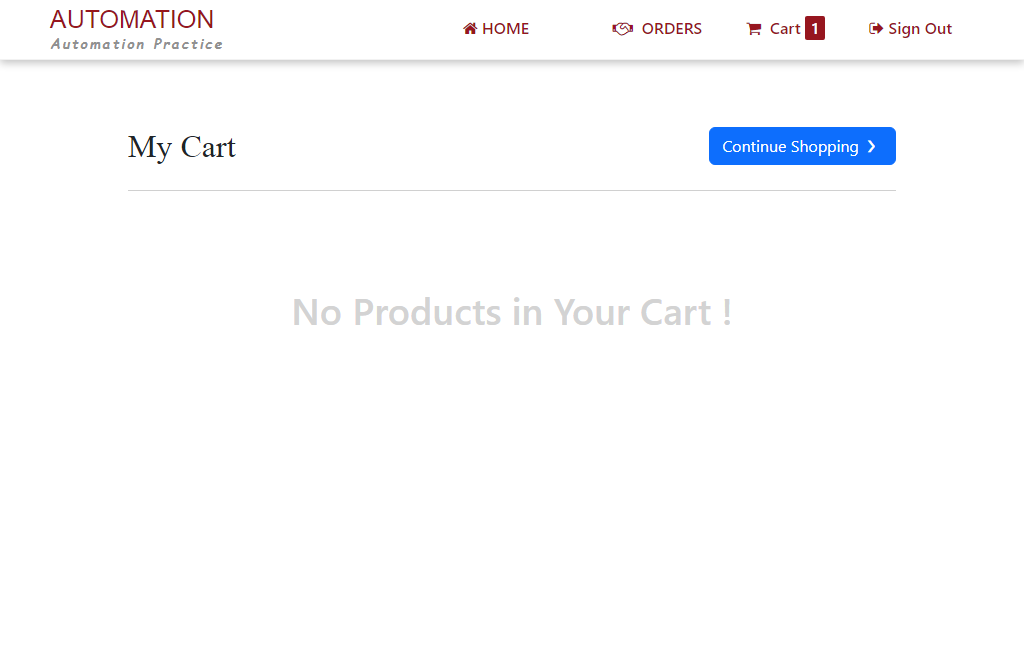 AUTOMATION
Automation Practice
HOME
ORDERS
Cart 1
Sign Out
My Cart
Continue Shopping ❯
No Products in Your Cart !